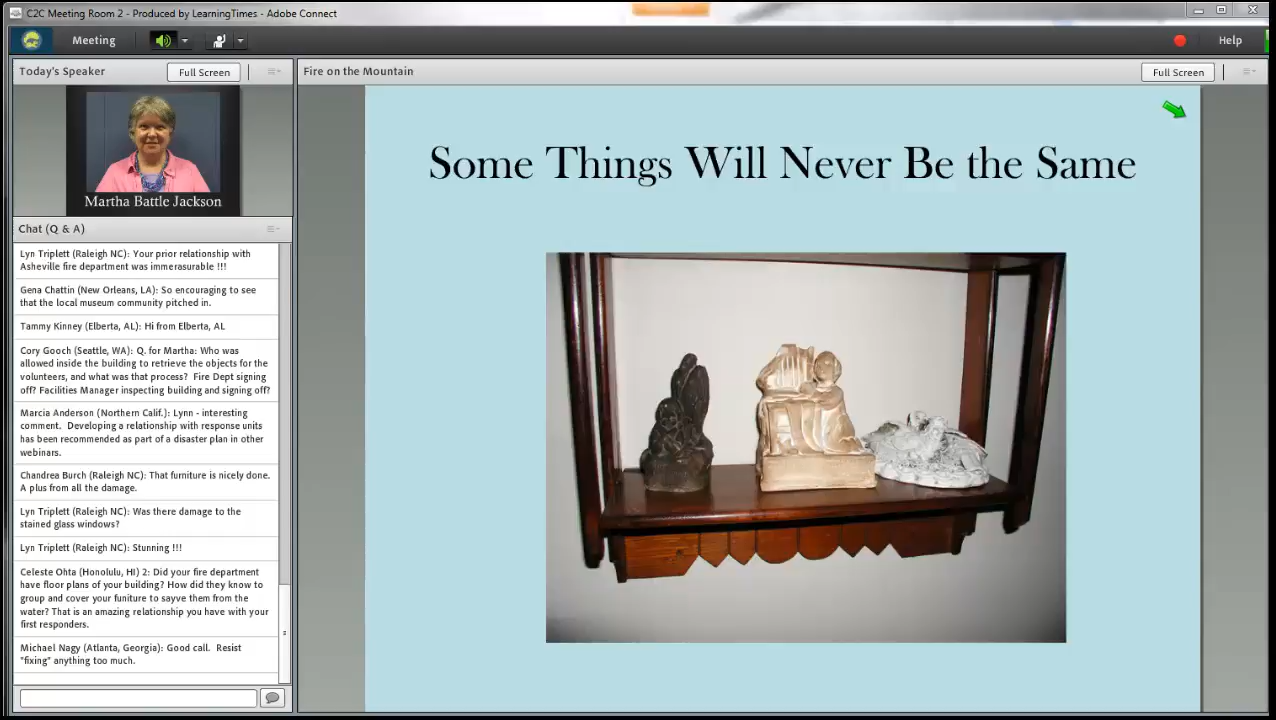 C2C Meeting Room 2 - Produced by LearningTimes - Adobe Connect
Meeting
Help
Today's Speaker
Full Screen
Fire on the Mountain
Full Screen
Martha Battle Jackson
Chat (Q & A)
Lyn Triplett (Raleigh NC): Your prior relationship with
Asheville fire department was immerasurable !!!
Gena Chattin (New Orleans, LA): So encouraging to see
that the local museum community pitched in.
Tammy Kinney (Elberta, AL): Hi from Elberta, AL
Cory Gooch (Seattle, WA): Q. for Martha: Who was
allowed inside the building to retrieve the objects for the
volunteers, and what was that process? Fire Dept signing
off? Facilities Manager inspecting building and signing off?
Marcia Anderson (Northern Calif.): Lynn - interesting
comment. Developing a relationship with response units
has been recommended as part of a disaster plan in other
webinars.
Chandrea Burch (Raleigh NC): That furniture is nicely done.
A plus from all the damage.
Lyn Triplett (Raleigh NC): Was there damage to the
stained glass windows?
Lyn Triplett (Raleigh NC): Stunning !!!
Celeste Ohta (Honolulu, HI) 2: Did your fire department
have floor plans of your building? How did they know to
group and cover your funiture to sayve them from the
water? That is an amazing relationship you have with your
first responders.
Michael Nagy (Atlanta, Georgia): Good call. Resist
"fixing" anything too much.
Some Things Will Never Be the Same